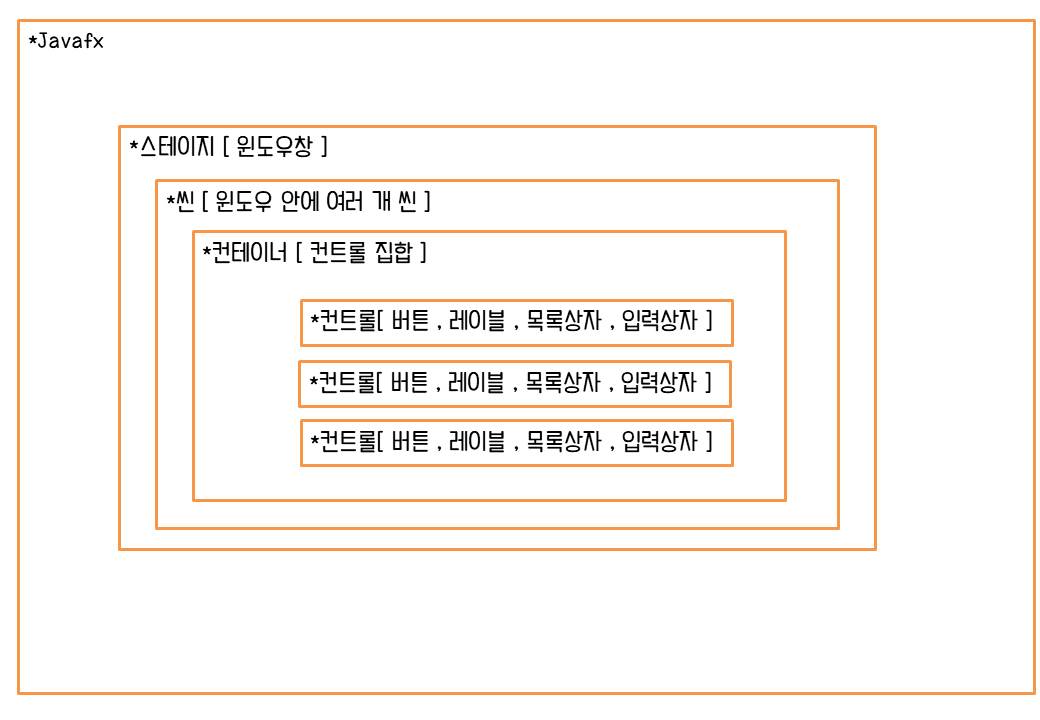 *Javafx
*스테이지 [ 윈도우창 ]
*씬 [ 윈도우 안에 여러 개 씬 ]
*컨테이너 [ 컨트롤 집합 ]
*컨트롤[ 버튼 , 레이블 , 목록상자 , 입력상자 ]
*컨트롤[ 버튼 , 레이블 , 목록상자 , 입력상자 ]
*컨트롤[ 버튼 , 레이블 , 목록상자 , 입력상자 ]